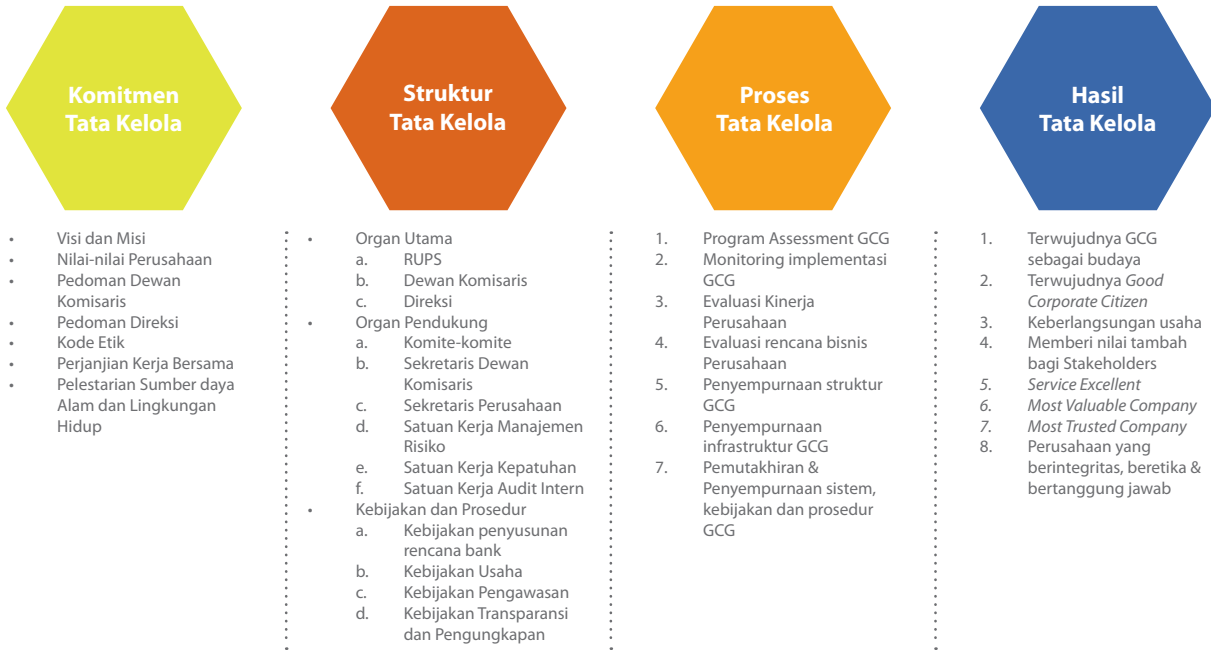 Komitmen
Tata Kelola
• Visi dan Misi
• Nilai-nilai Perusahaan
• Pedoman Dewan
Komisaris
• Pedoman Direksi
• Kode Etik
• Perjanjian Kerja Bersama
• Pelestarian Sumber daya
Alam dan Lingkungan
Hidup
Struktur
Tata Kelola
• Organ Utama
a. RUPS
b. Dewan Komisaris
c. Direksi
• Organ Pendukung
a. Komite-komite
b. Sekretaris Dewan
Komisaris
c. Sekretaris Perusahaan
d. Satuan Kerja Manajemen
Risiko
e. Satuan Kerja Kepatuhan
f. Satuan Kerja Audit Intern
• Kebijakan dan Prosedur
a. Kebijakan penyusunan
rencana bank
b. Kebijakan Usaha
c. Kebijakan Pengawasan
d. Kebijakan Transparansi
dan Pengungkapan
Proses
Tata Kelola
1. Program Assessment GCG
2. Monitoring implementasi
GCG
3. Evaluasi Kinerja
Perusahaan
4. Evaluasi rencana bisnis
Perusahaan
5. Penyempurnaan struktur
GCG
6. Penyempurnaan
infrastruktur GCG
7. Pemutakhiran &
Penyempurnaan sistem,
kebijakan dan prosedur
GCG
Hasil
Tata Kelola
1. Terwujudnya GCG
sebagai budaya
2. Terwujudnya Good
Corporate Citizen
3. Keberlangsungan usaha
4. Memberi nilai tambah
bagi Stakeholders
5. Service Excellent
6. Most Valuable Company
7. Most Trusted Company
8. Perusahaan yang
berintegritas, beretika &
bertanggung jawab